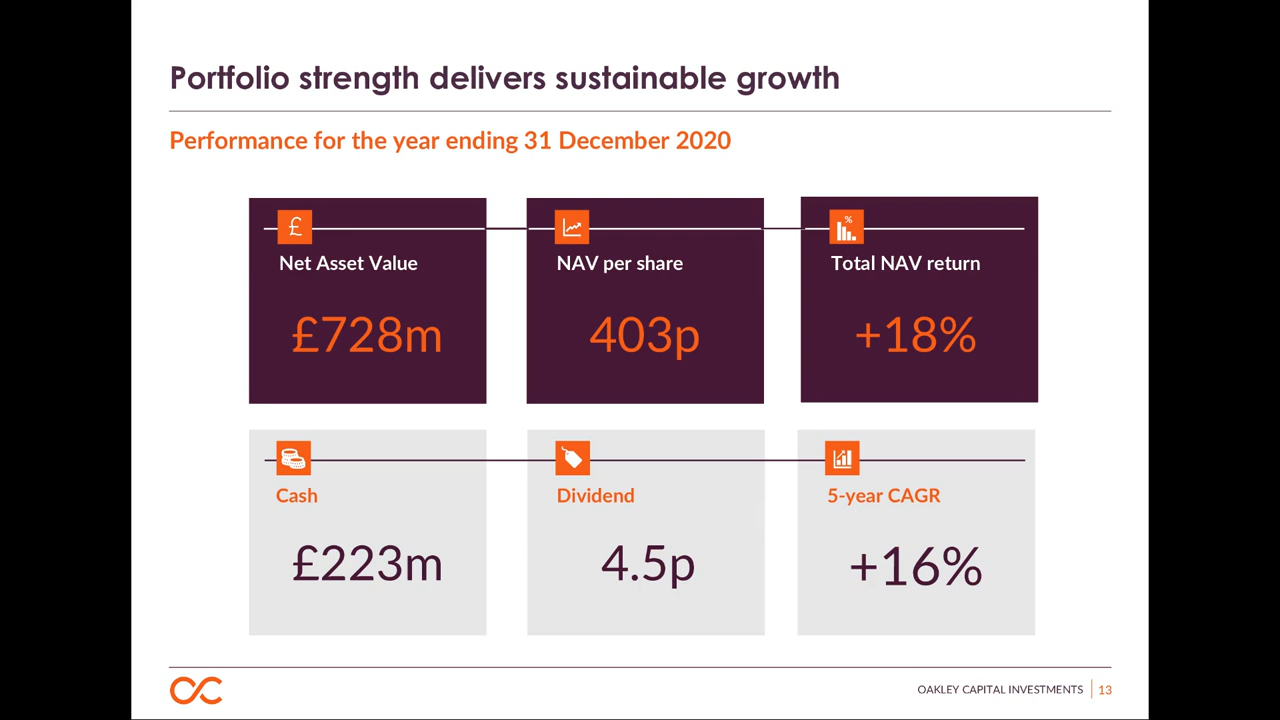 Portfolio strength delivers sustainable growth
Performance for the year ending 31 December 2020
£
%
Net Asset Value
NAV per share
Total NAV return
£728m
403p
+18%
Cash
Dividend
5-year CAGR
£223m
4.5p
+16%
OAKLEY CAPITAL INVESTMENTS
13